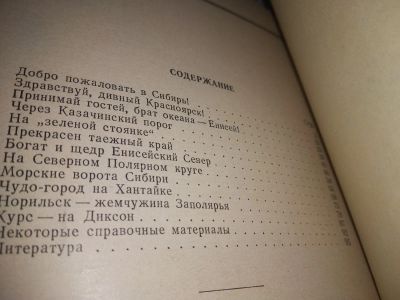 СОДЕРЖАНИЕ
Добро пожаловать в Сибирь!
Здравствуй, дивный Красноярск!
Принимай гостей, брат океана — Енисей!
Через Казачинский порог
На „зеленой стоянке“
Прекрасен таежный край
Богат и щедр Енисейский Север
На Северном Полярном круге
Морские ворота Сибири
Чудо-город на Хантайке
Норильск — жемчужина Заполярья
Курс — на Диксон
Некоторые справочные материалы
Литература